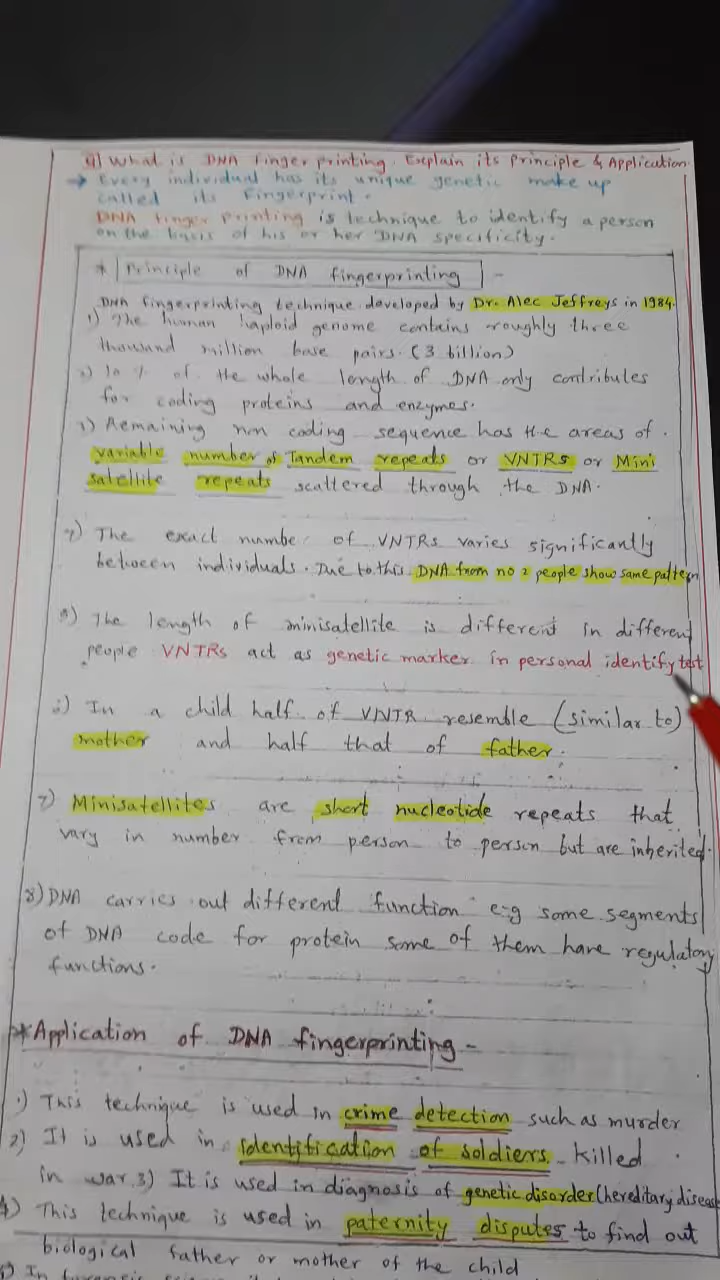 Q) What is DNA Fingerprinting. Explain its principle & Application.
→ Every individual has its unique genetic make up
called its Fingerprint.
DNA finger printing is technique to identify a person
on the basis of his or her DNA specificity.
* Principle of DNA fingerprinting -
DNA fingerprinting technique developed by Dr. Alec Jeffreys in 1984.
1) The human haploid genome contains roughly three
thousand million base pairs. (3 billion)
2) 10 % of the whole length of DNA only contributes
for coding proteins and enzymes.
3) Remaining non coding sequence has the areas of
variable number of Tandem repeats or VNTRs or Mini
satellite repeats scattered through the DNA.
4) The exact number of VNTRs varies significantly
between individuals. Due to this DNA from no 2 people show same pattern
5) The length of minisatellite is different in different
people VNTRs act as genetic marker in personal identify test
6) In a child half of VNTR resemble (similar to)
mother and half that of father.
7) Minisatellites are short nucleotide repeats that
vary in number from person to person but are inherited.
8) DNA carries out different function e.g some segments
of DNA code for protein some of them have regulatory
functions.
* Application of DNA fingerprinting -
1) This technique is used in crime detection such as murder
2) It is used in identification of soldiers killed
in war. 3) It is used in diagnosis of genetic disorder (hereditary diseas
4) This technique is used in paternity disputes to find out
biological father or mother of the child
5) In forensic